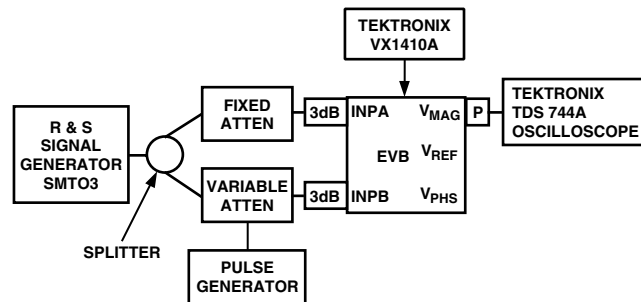 TEKTRONIX
VX1410A
R & S
SIGNAL
GENERATOR
SMTO3
SPLITTER
FIXED
ATTEN
VARIABLE
ATTEN
PULSE
GENERATOR
3dB
3dB
INPA
VMAG
EVB
VREF
INPB
VPHS
P
TEKTRONIX
TDS 744A
OSCILLOSCOPE